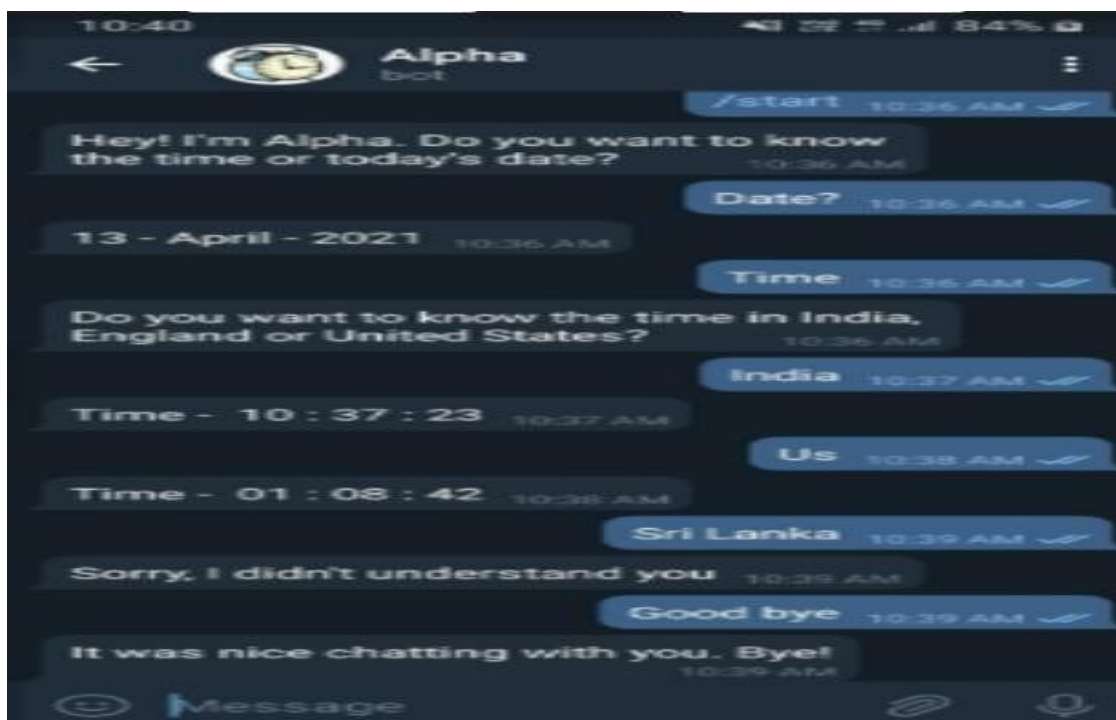 10:40
84%
Alpha
bot
/start 10:36 AM
Hey! I'm Alpha. Do you want to know
the time or today's date? 10:36 AM
Date? 10:36 AM
13 - April - 2021 10:36 AM
Time 10:36 AM
Do you want to know the time in India,
England or United States? 10:36 AM
India 10:37 AM
Time - 10 : 37 : 23 10:37 AM
Us 10:38 AM
Time - 01 : 08 : 42 10:38 AM
Sri Lanka 10:39 AM
Sorry, I didn't understand you 10:39 AM
Good bye 10:39 AM
It was nice chatting with you. Bye!
10:39 AM
Message